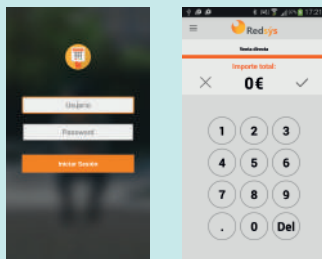 Usuario
Password
Iniciar Sesión
17:21
Redsys
Venta directa
Importe total:
0€
1 2 3
4 5 6
7 8 9
. 0 Del